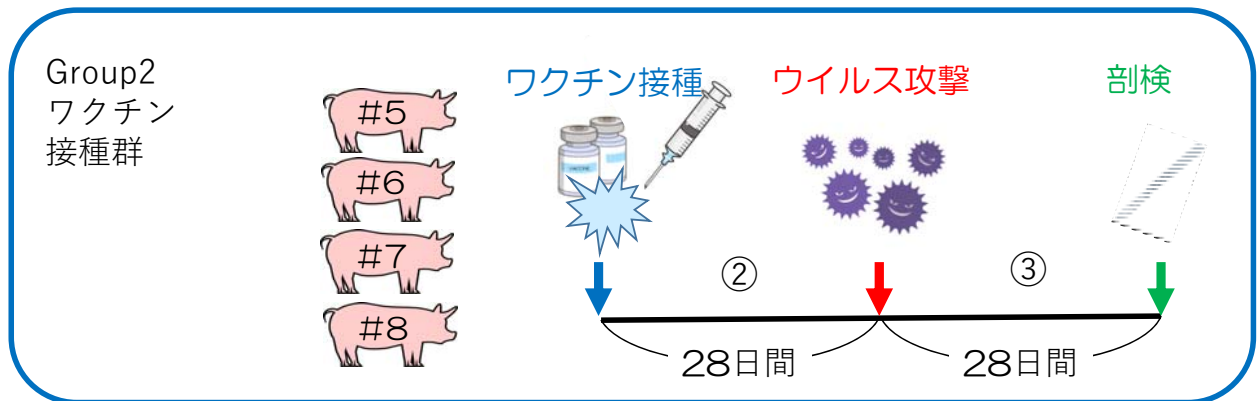 Group2
ワクチン
接種群
#5
#6
#7
#8
ワクチン接種
ウイルス攻撃
剖検
VACCINE
②
③
28日間
28日間